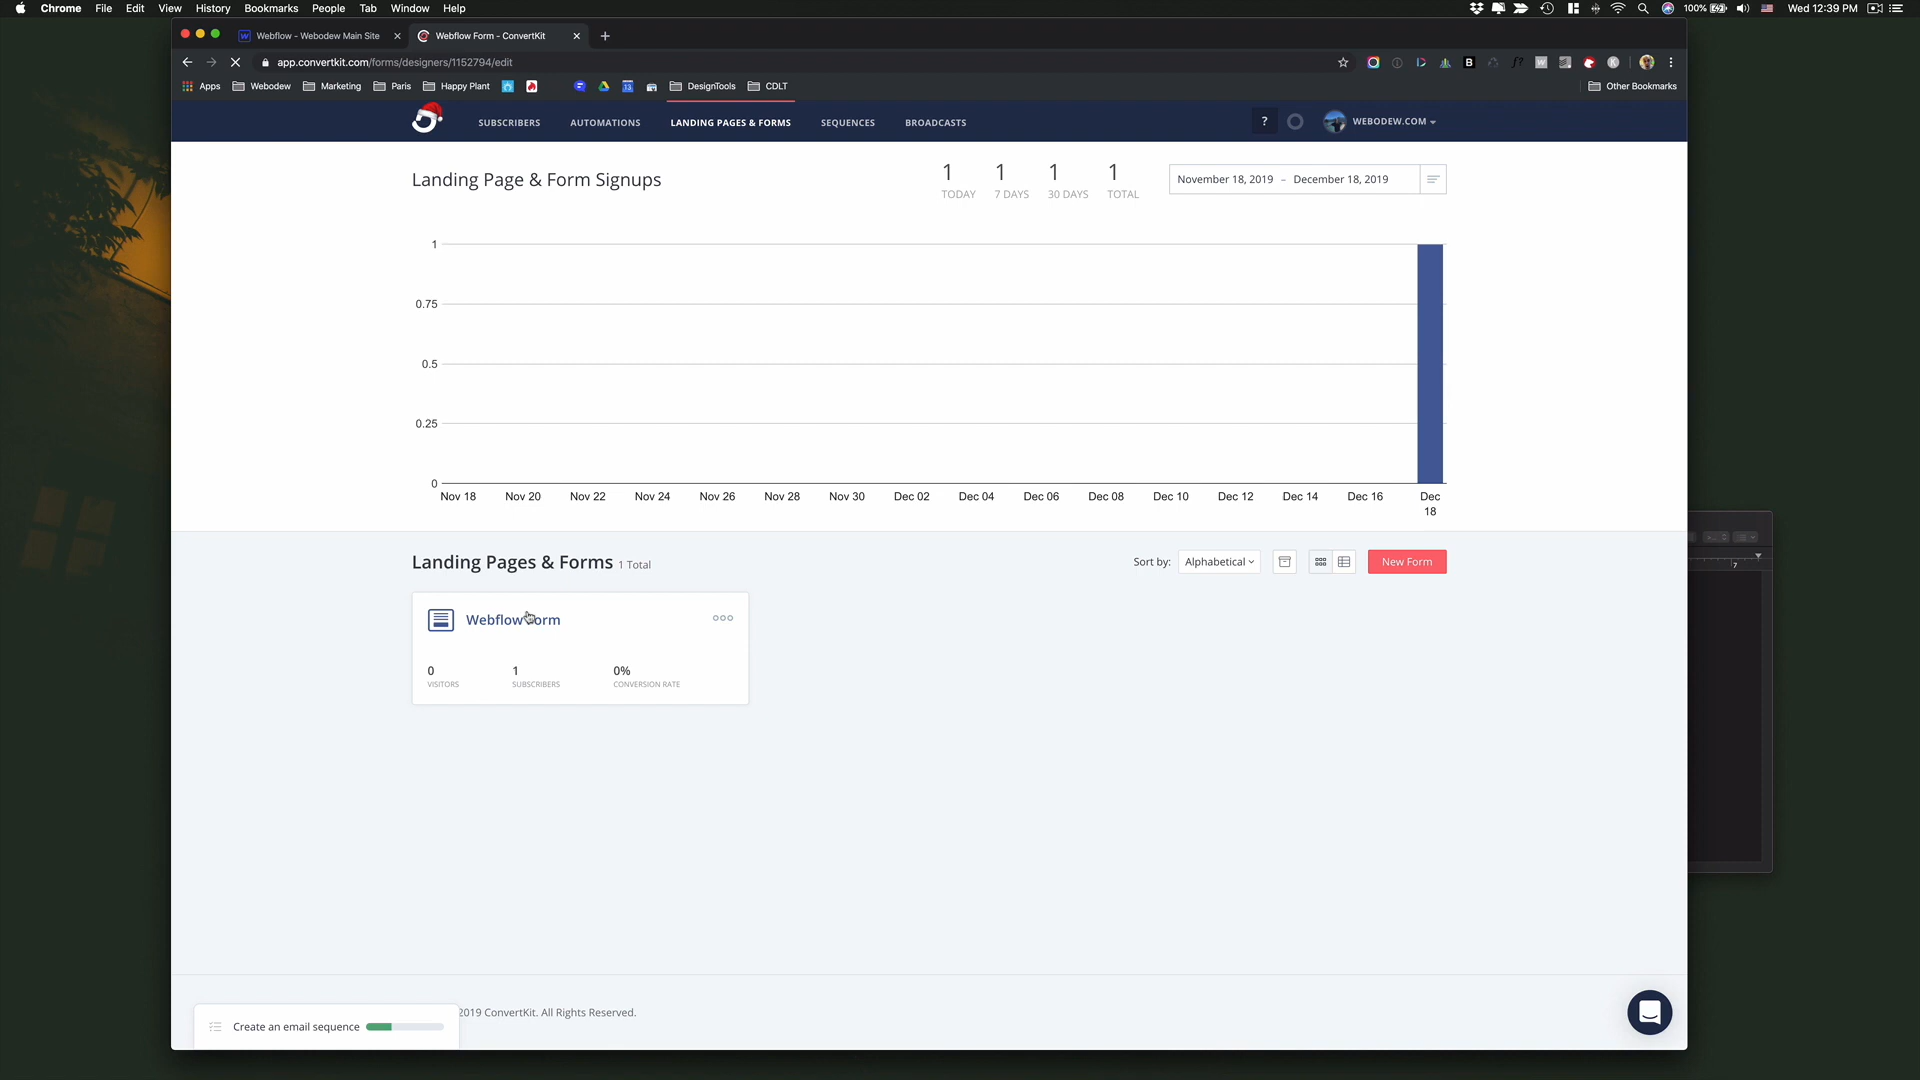 Chrome File Edit View History Bookmarks People Tab Window Help
100% Wed 12:39 PM
Webflow - Webodew Main Site
Webflow Form - ConvertKit
app.convertkit.com/forms/designers/1152794/edit
Apps Webodew Marketing Paris Happy Plant DesignTools CDLT Other Bookmarks
SUBSCRIBERS AUTOMATIONS LANDING PAGES & FORMS SEQUENCES BROADCASTS ? WEBODEW.COM
Landing Page & Form Signups
1 1 1 1
TODAY 7 DAYS 30 DAYS TOTAL
November 18, 2019 – December 18, 2019
1
0.75
0.5
0.25
0
Nov 18 Nov 20 Nov 22 Nov 24 Nov 26 Nov 28 Nov 30 Dec 02 Dec 04 Dec 06 Dec 08 Dec 10 Dec 12 Dec 14 Dec 16 Dec 18
Landing Pages & Forms 1 Total
Sort by: Alphabetical New Form
Webflow Form
0 1 0%
VISITORS SUBSCRIBERS CONVERSION RATE
2019 ConvertKit. All Rights Reserved.
Create an email sequence
7